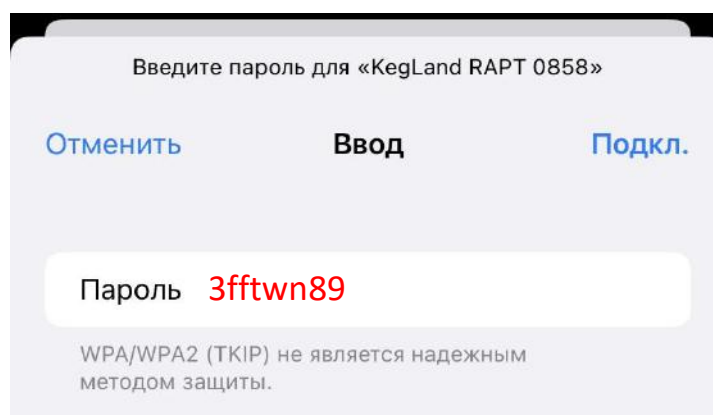 Введите пароль для «KegLand RAPT 0858»
Отменить Ввод Подкл.
Пароль 3fftwn89
WPA/WPA2 (TKIP) не является надежным
методом защиты.